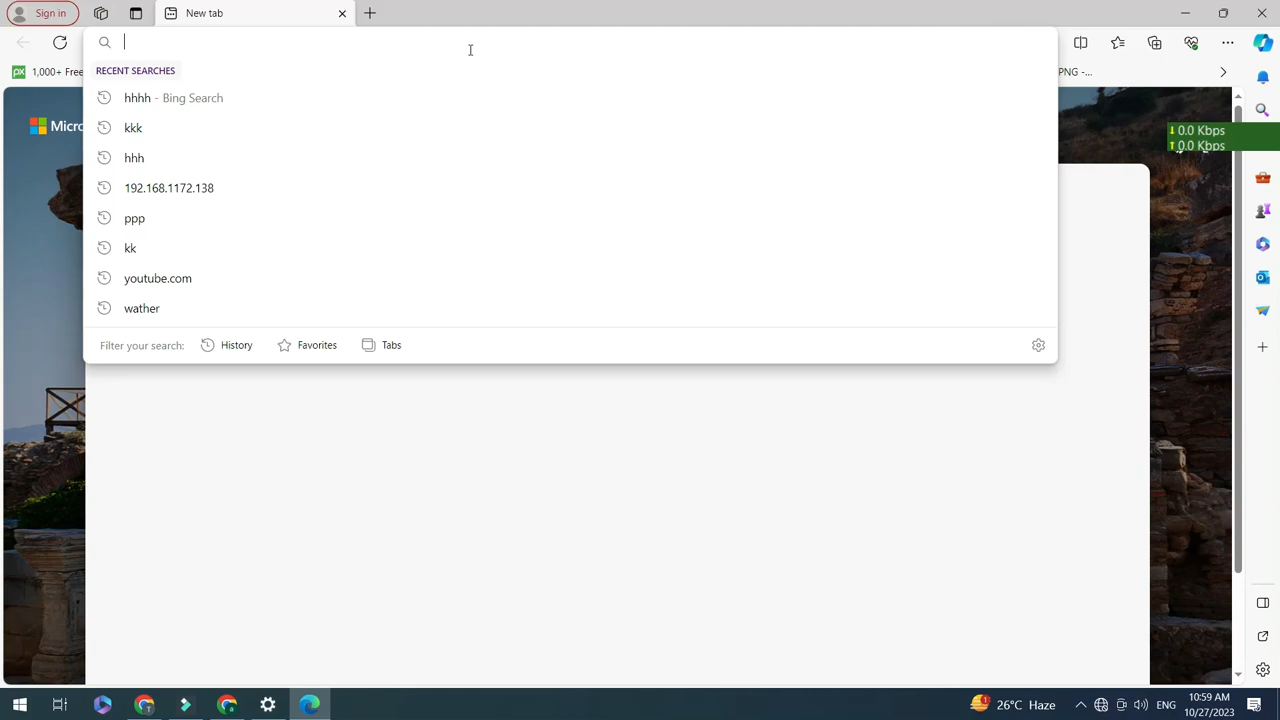 Sign in
New tab
1,000+ Free
PNG -...
RECENT SEARCHES
hhhh - Bing Search
kkk
hhh
192.168.1172.138
ppp
kk
youtube.com
wather
Filter your search: History Favorites Tabs
Micro
↓ 0.0 Kbps
↑ 0.0 Kbps
1
26°C Haze
ENG
10:59 AM
10/27/2023